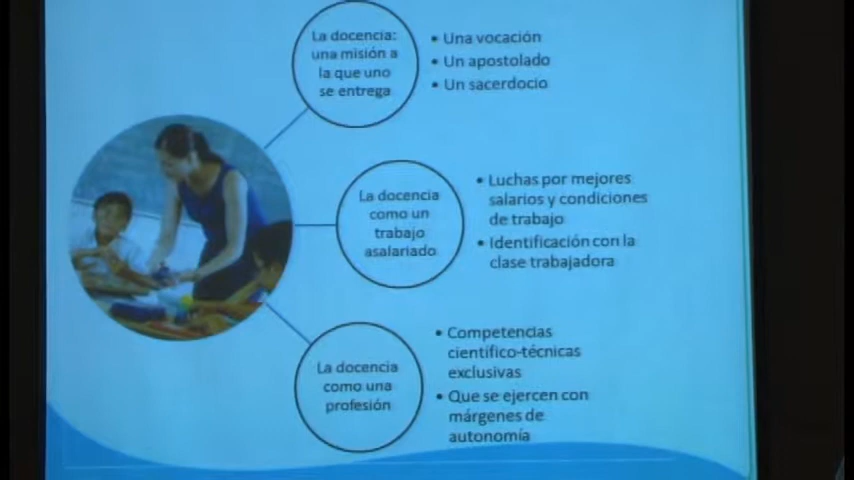 La docencia:
una misión a
la que uno
se entrega
• Una vocación
• Un apostolado
• Un sacerdocio
La docencia
como un
trabajo
asalariado
• Luchas por mejores
salarios y condiciones
de trabajo
• Identificación con la
clase trabajadora
La docencia
como una
profesión
• Competencias
científico-técnicas
exclusivas
• Que se ejercen con
márgenes de
autonomía